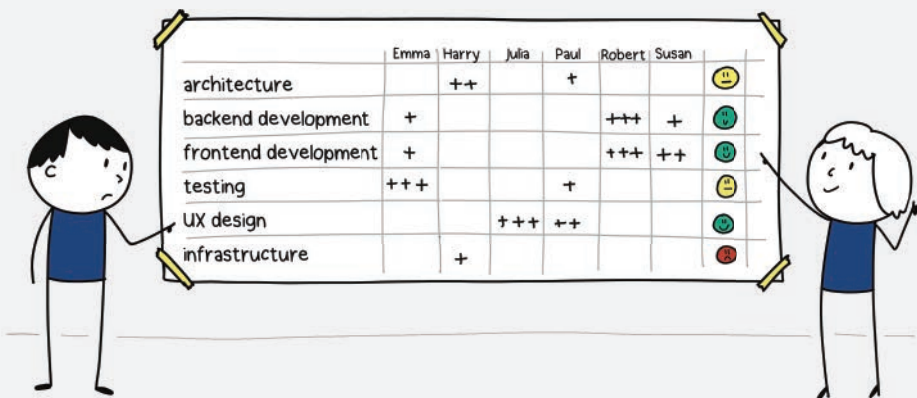 Emma Harry Julia Paul Robert Susan
architecture ++ +
backend development + +++ +
frontend development + +++ ++
testing +++ +
UX design +++ ++
infrastructure +